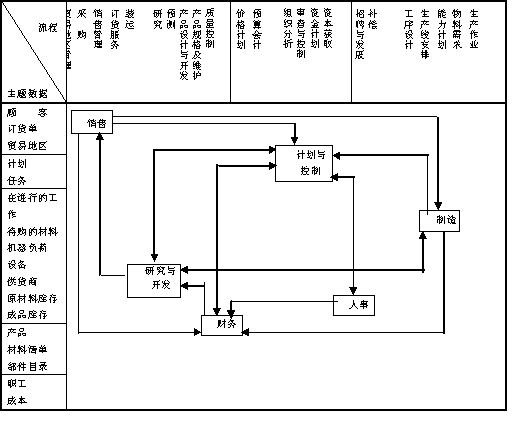 流程
主题数据
贸易地区管理
采购
销售管理
订货服务
装运
研究
预测
产品设计与开发
产品规格及维护
质量控制
价格计划
预算会计
组织分析
审查与控制
资金计划
资本获取
招聘与发展
补偿
工序设计
生产线安排
能力计划
物料需求
生产作业
顾 客
订货单
贸易地区
计划
任务
在进行的工
作
待购的材料
机器负荷
设备
供货商
原材料库存
成品库存
产品
材料清单
部件目录
职工
成本
销售
计划与
控制
制造
研究与
开发
人事
财务